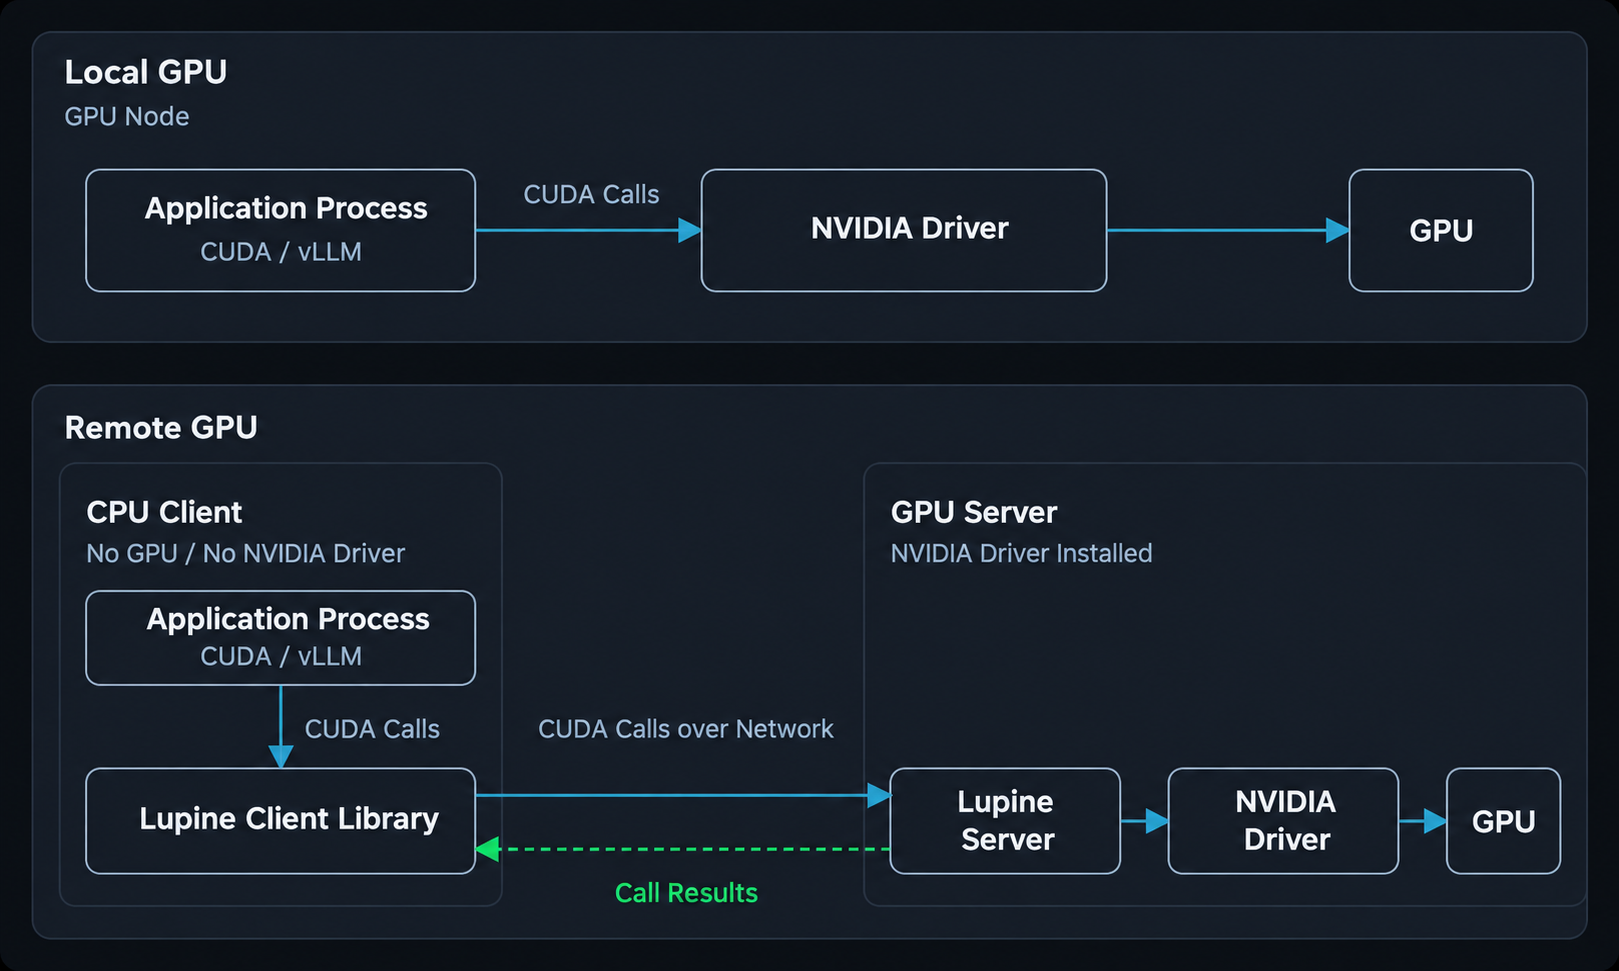 Local GPU
GPU Node
Application Process
CUDA / vLLM
CUDA Calls
NVIDIA Driver
GPU
Remote GPU
CPU Client
No GPU / No NVIDIA Driver
Application Process
CUDA / vLLM
CUDA Calls
Lupine Client Library
CUDA Calls over Network
Call Results
GPU Server
NVIDIA Driver Installed
Lupine
Server
NVIDIA
Driver
GPU